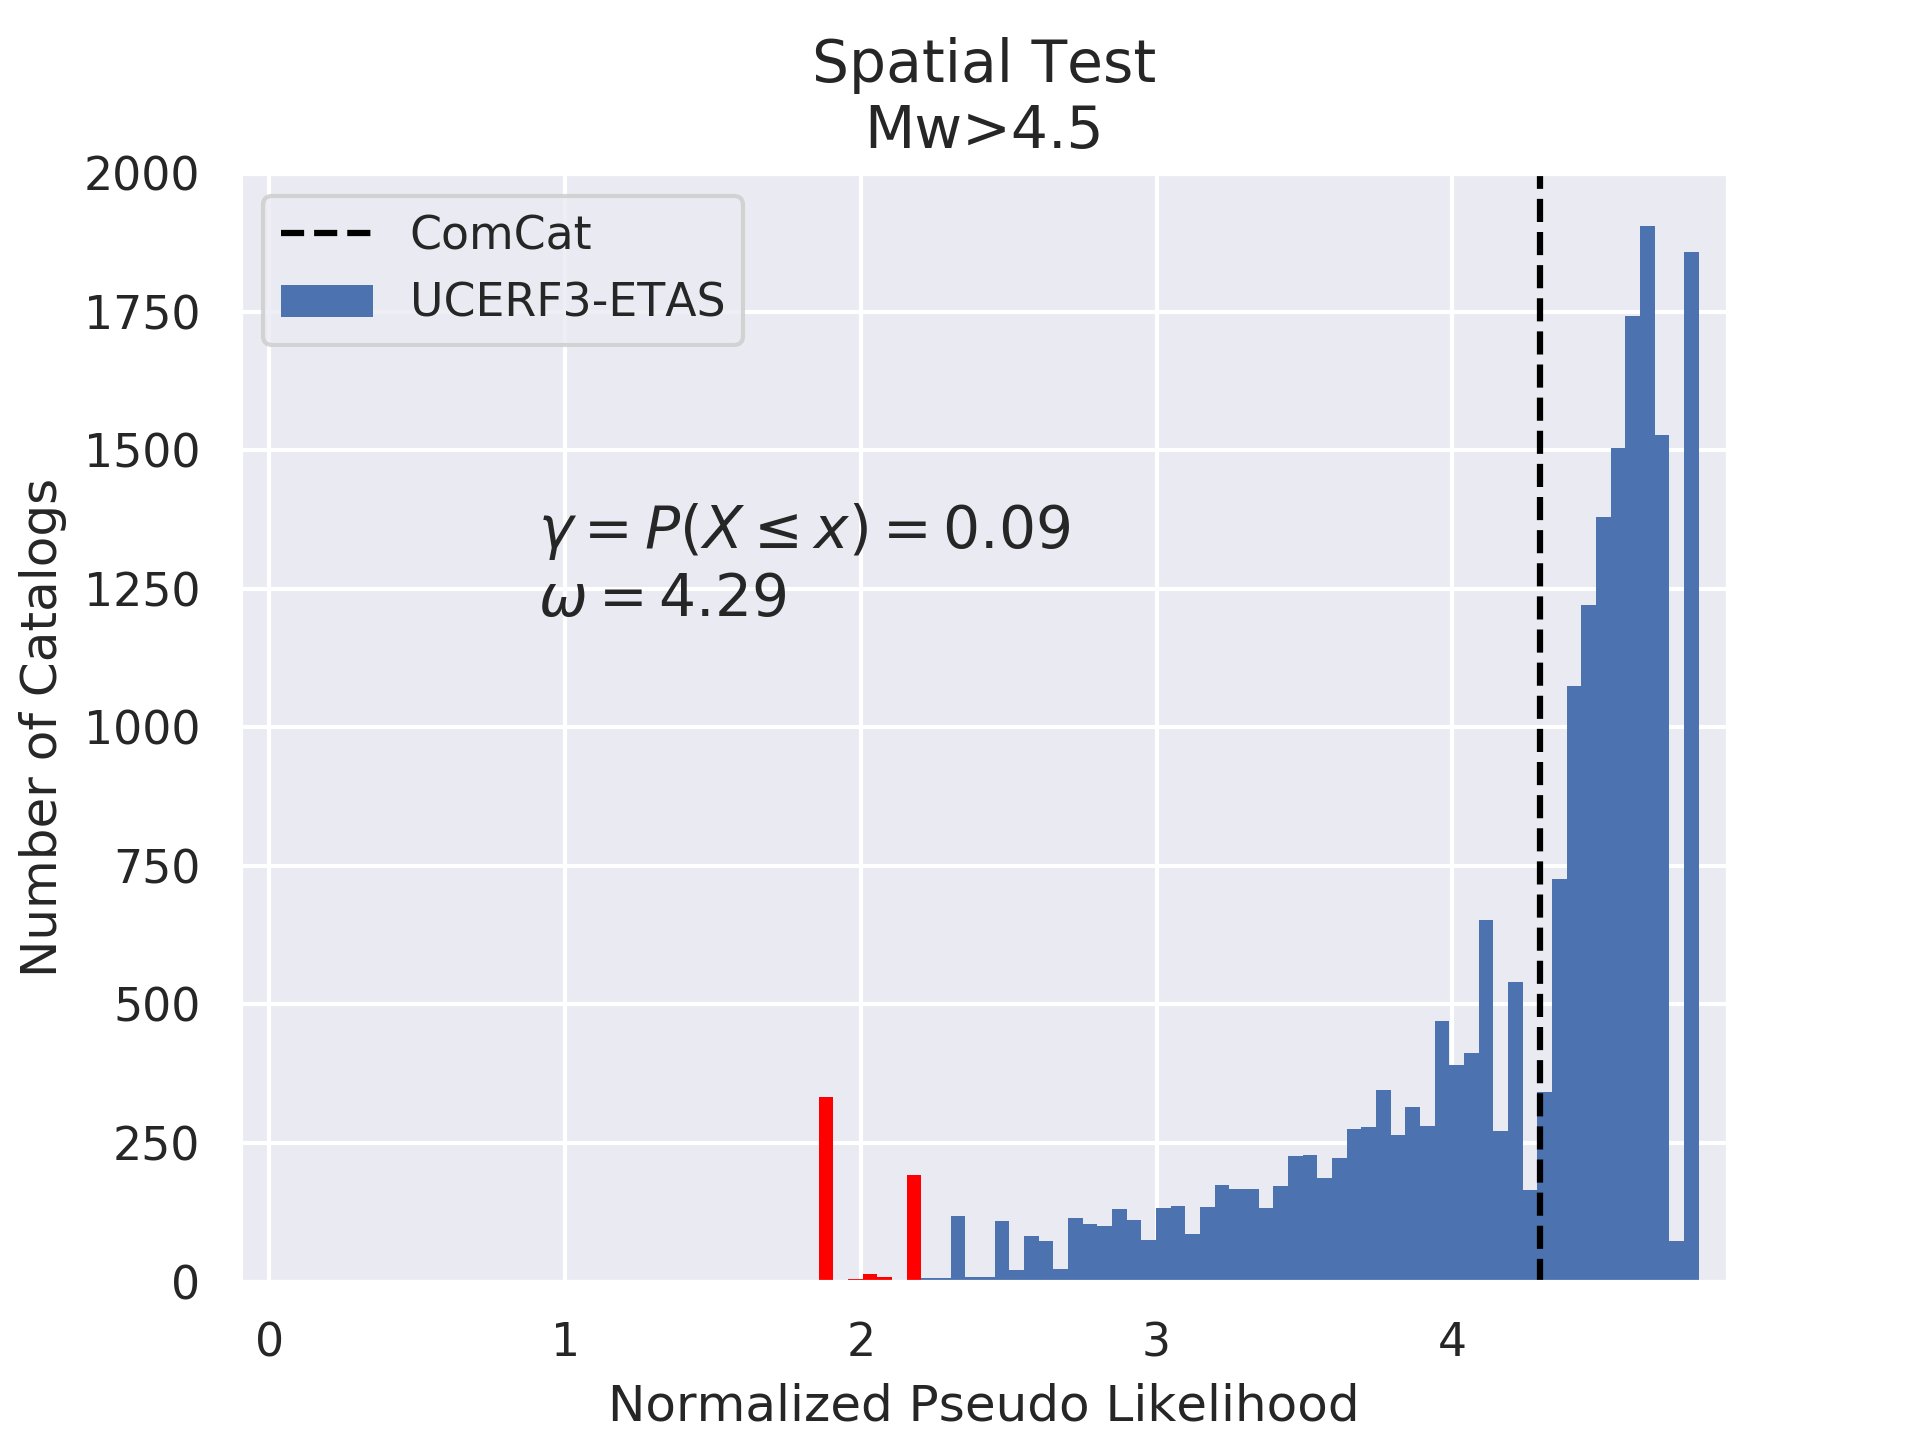 Spatial Test
Mw>4.5
2000
1750
1500
1250
1000
750
500
250
0
Number of Catalogs
ComCat
UCERF3-ETAS
γ = P(X ≤ x) = 0.09
ω = 4.29
0 1 2 3 4
Normalized Pseudo Likelihood